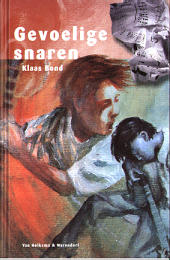 Gevoelige
snaren
Klaas Bond
Van Holkema & Warendorf